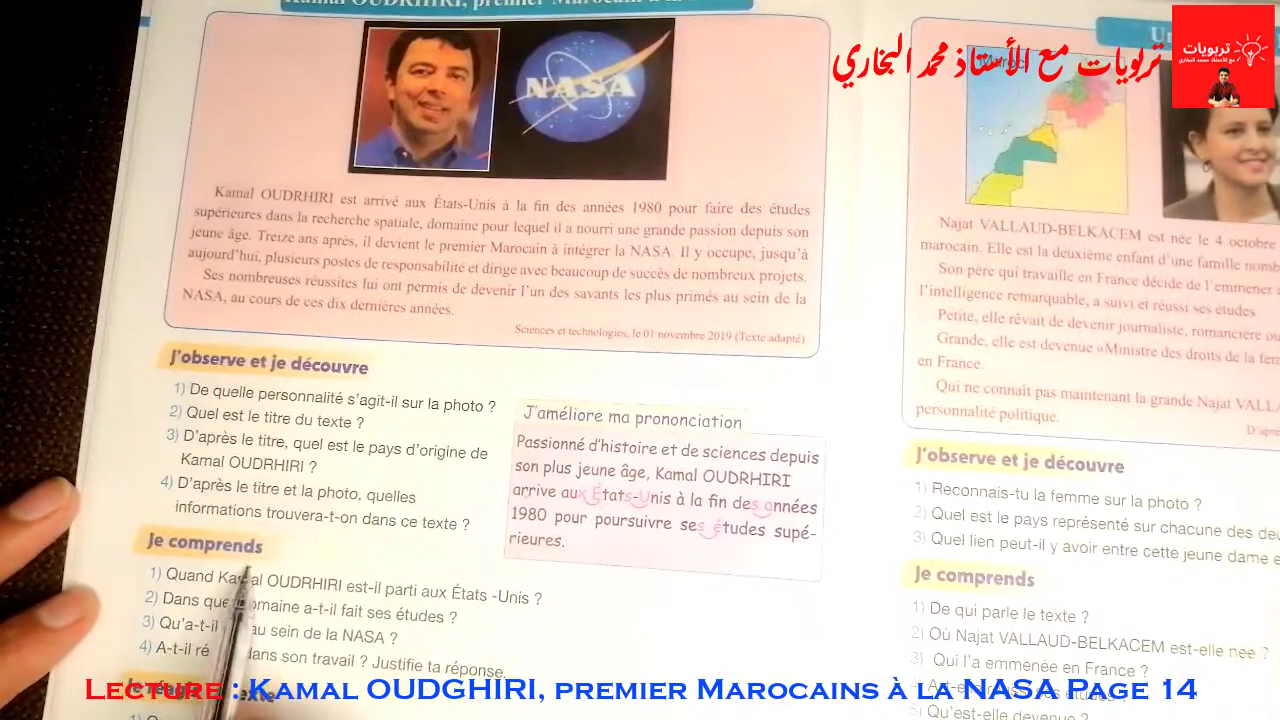 Kamal OUDRHIRI, premier Marocain à
NASA
Kamal OUDRHIRI est arrivé aux États-Unis à la fin des années 1980 pour faire des études
supérieures dans la recherche spatiale, domaine pour lequel il a nourri une grande passion depuis son
jeune âge. Treize ans après, il devient le premier Marocain à intégrer la NASA. Il y occupe, jusqu'à
aujourd'hui, plusieurs postes de responsabilité et dirige avec beaucoup de succès de nombreux projets.
Ses nombreuses réussites lui ont permis de devenir l'un des savants les plus primés au sein de la
NASA, au cours de ces dix dernières années.
Sciences et technologies, le 01 novembre 2019 (Texte adapté)
J'observe et je découvre
1) De quelle personnalité s'agit-il sur la photo ?
2) Quel est le titre du texte ?
3) D'après le titre, quel est le pays d'origine de
Kamal OUDRHIRI ?
4) D'après le titre et la photo, quelles
informations trouvera-t-on dans ce texte ?
J'améliore ma prononciation
Passionné d'histoire et de sciences depuis
son plus jeune âge, Kamal OUDRHIRI
arrive aux États-Unis à la fin des années
1980 pour poursuivre ses études supé-
rieures.
Je comprends
1) Quand Kamal OUDRHIRI est-il parti aux États -Unis ?
2) Dans domaine a-t-il fait ses études ?
3) Qu'a-t-il au sein de la NASA ?
4) A-t-il dans son travail ? Justifie ta réponse.
تربويات مع الأستاذ محمد البخاري
تربويات
مع الأستاذ محمد البخاري
Maroc
Najat VALLAUD-BELKACEM est née le 4 octobre
marocain. Elle est la deuxième enfant d'une famille
Son père qui travaille en France décide de l'emmener
l'intelligence remarquable, a suivi et réussi ses études.
Petite, elle rêvait de devenir journaliste, romancière ou
Grande, elle est devenue «Ministre des droits de la
en France.
Qui ne connaît pas maintenant la grande Najat
personnalité politique.
J'observe et je découvre
1) Reconnais-tu la femme sur la photo ?
2) Quel est le pays représenté sur chacune des
3) Quel lien peut-il y avoir entre cette jeune dame
Je comprends
1) De qui parle le texte ?
2) Où Najat VALLAUD-BELKACEM est-elle née ?
3) Qui l'a emmenée en France ?
5) Qu'est-elle devenue ?
Lecture : Kamal OUDGHIRI, premier Marocains à la NASA Page 14